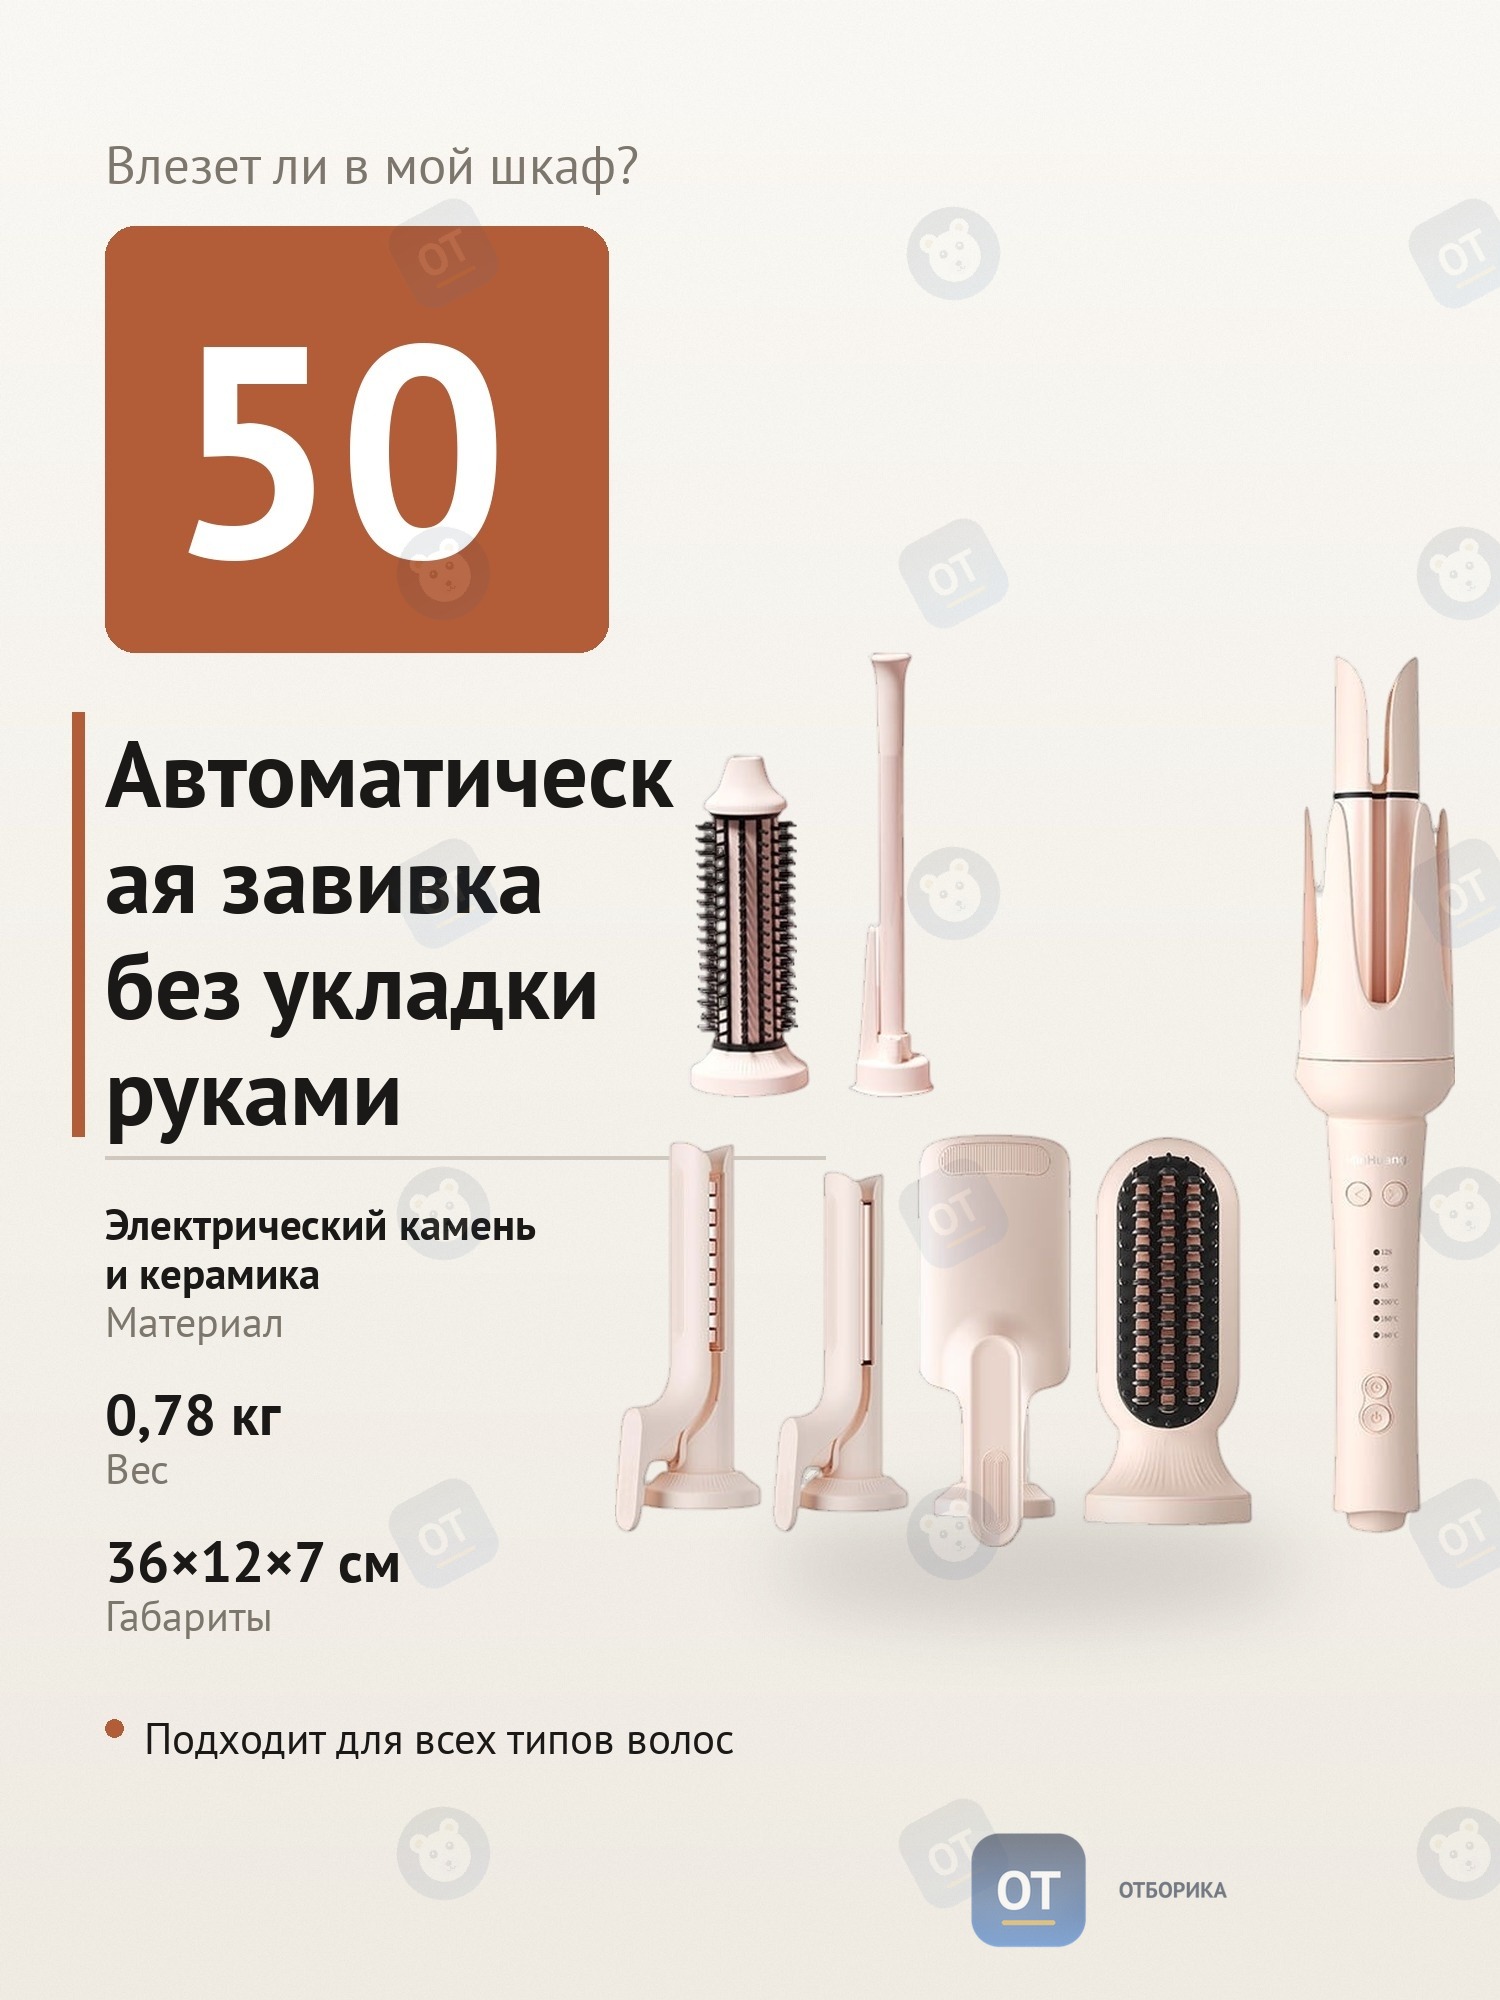 Влезет ли в мой шкаф?
50
Автоматическ
ая завивка
без укладки
руками
Электрический камень
и керамика
Материал
0,78 кг
Вес
36×12×7 см
Габариты
Подходит для всех типов волос
ОТ
ОТБОРИКА